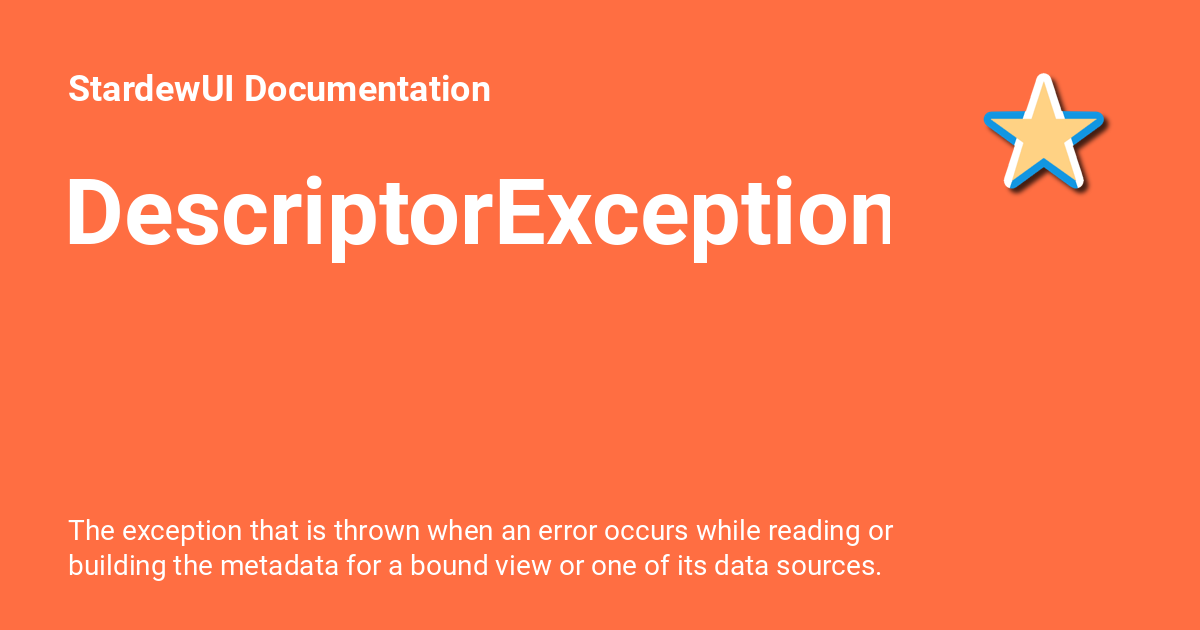 StardewUI Documentation
DescriptorException
The exception that is thrown when an error occurs while reading or
building the metadata for a bound view or one of its data sources.